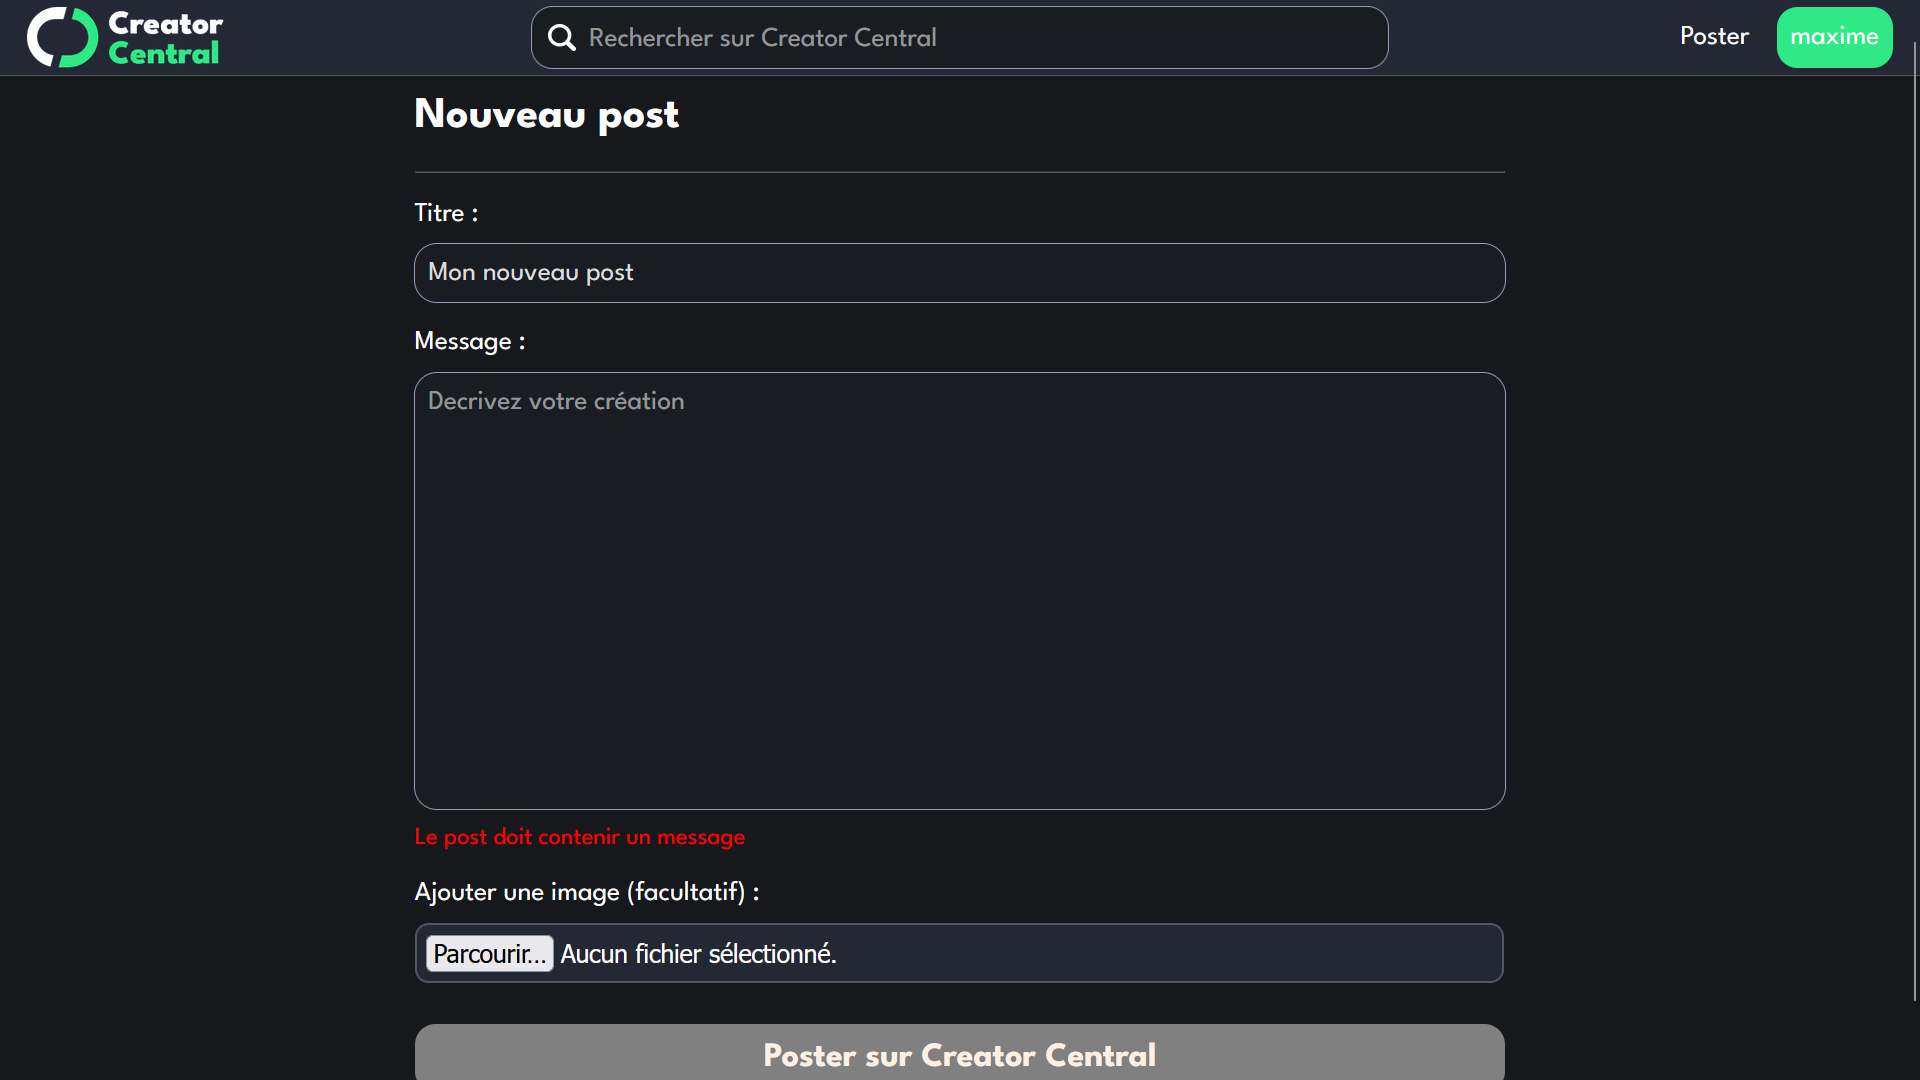 Creator
Central
Rechercher sur Creator Central
Poster
maxime
Nouveau post
Titre :
Mon nouveau post
Message :
Decrivez votre création
Le post doit contenir un message
Ajouter une image (facultatif) :
Parcourir... Aucun fichier sélectionné.
Poster sur Creator Central